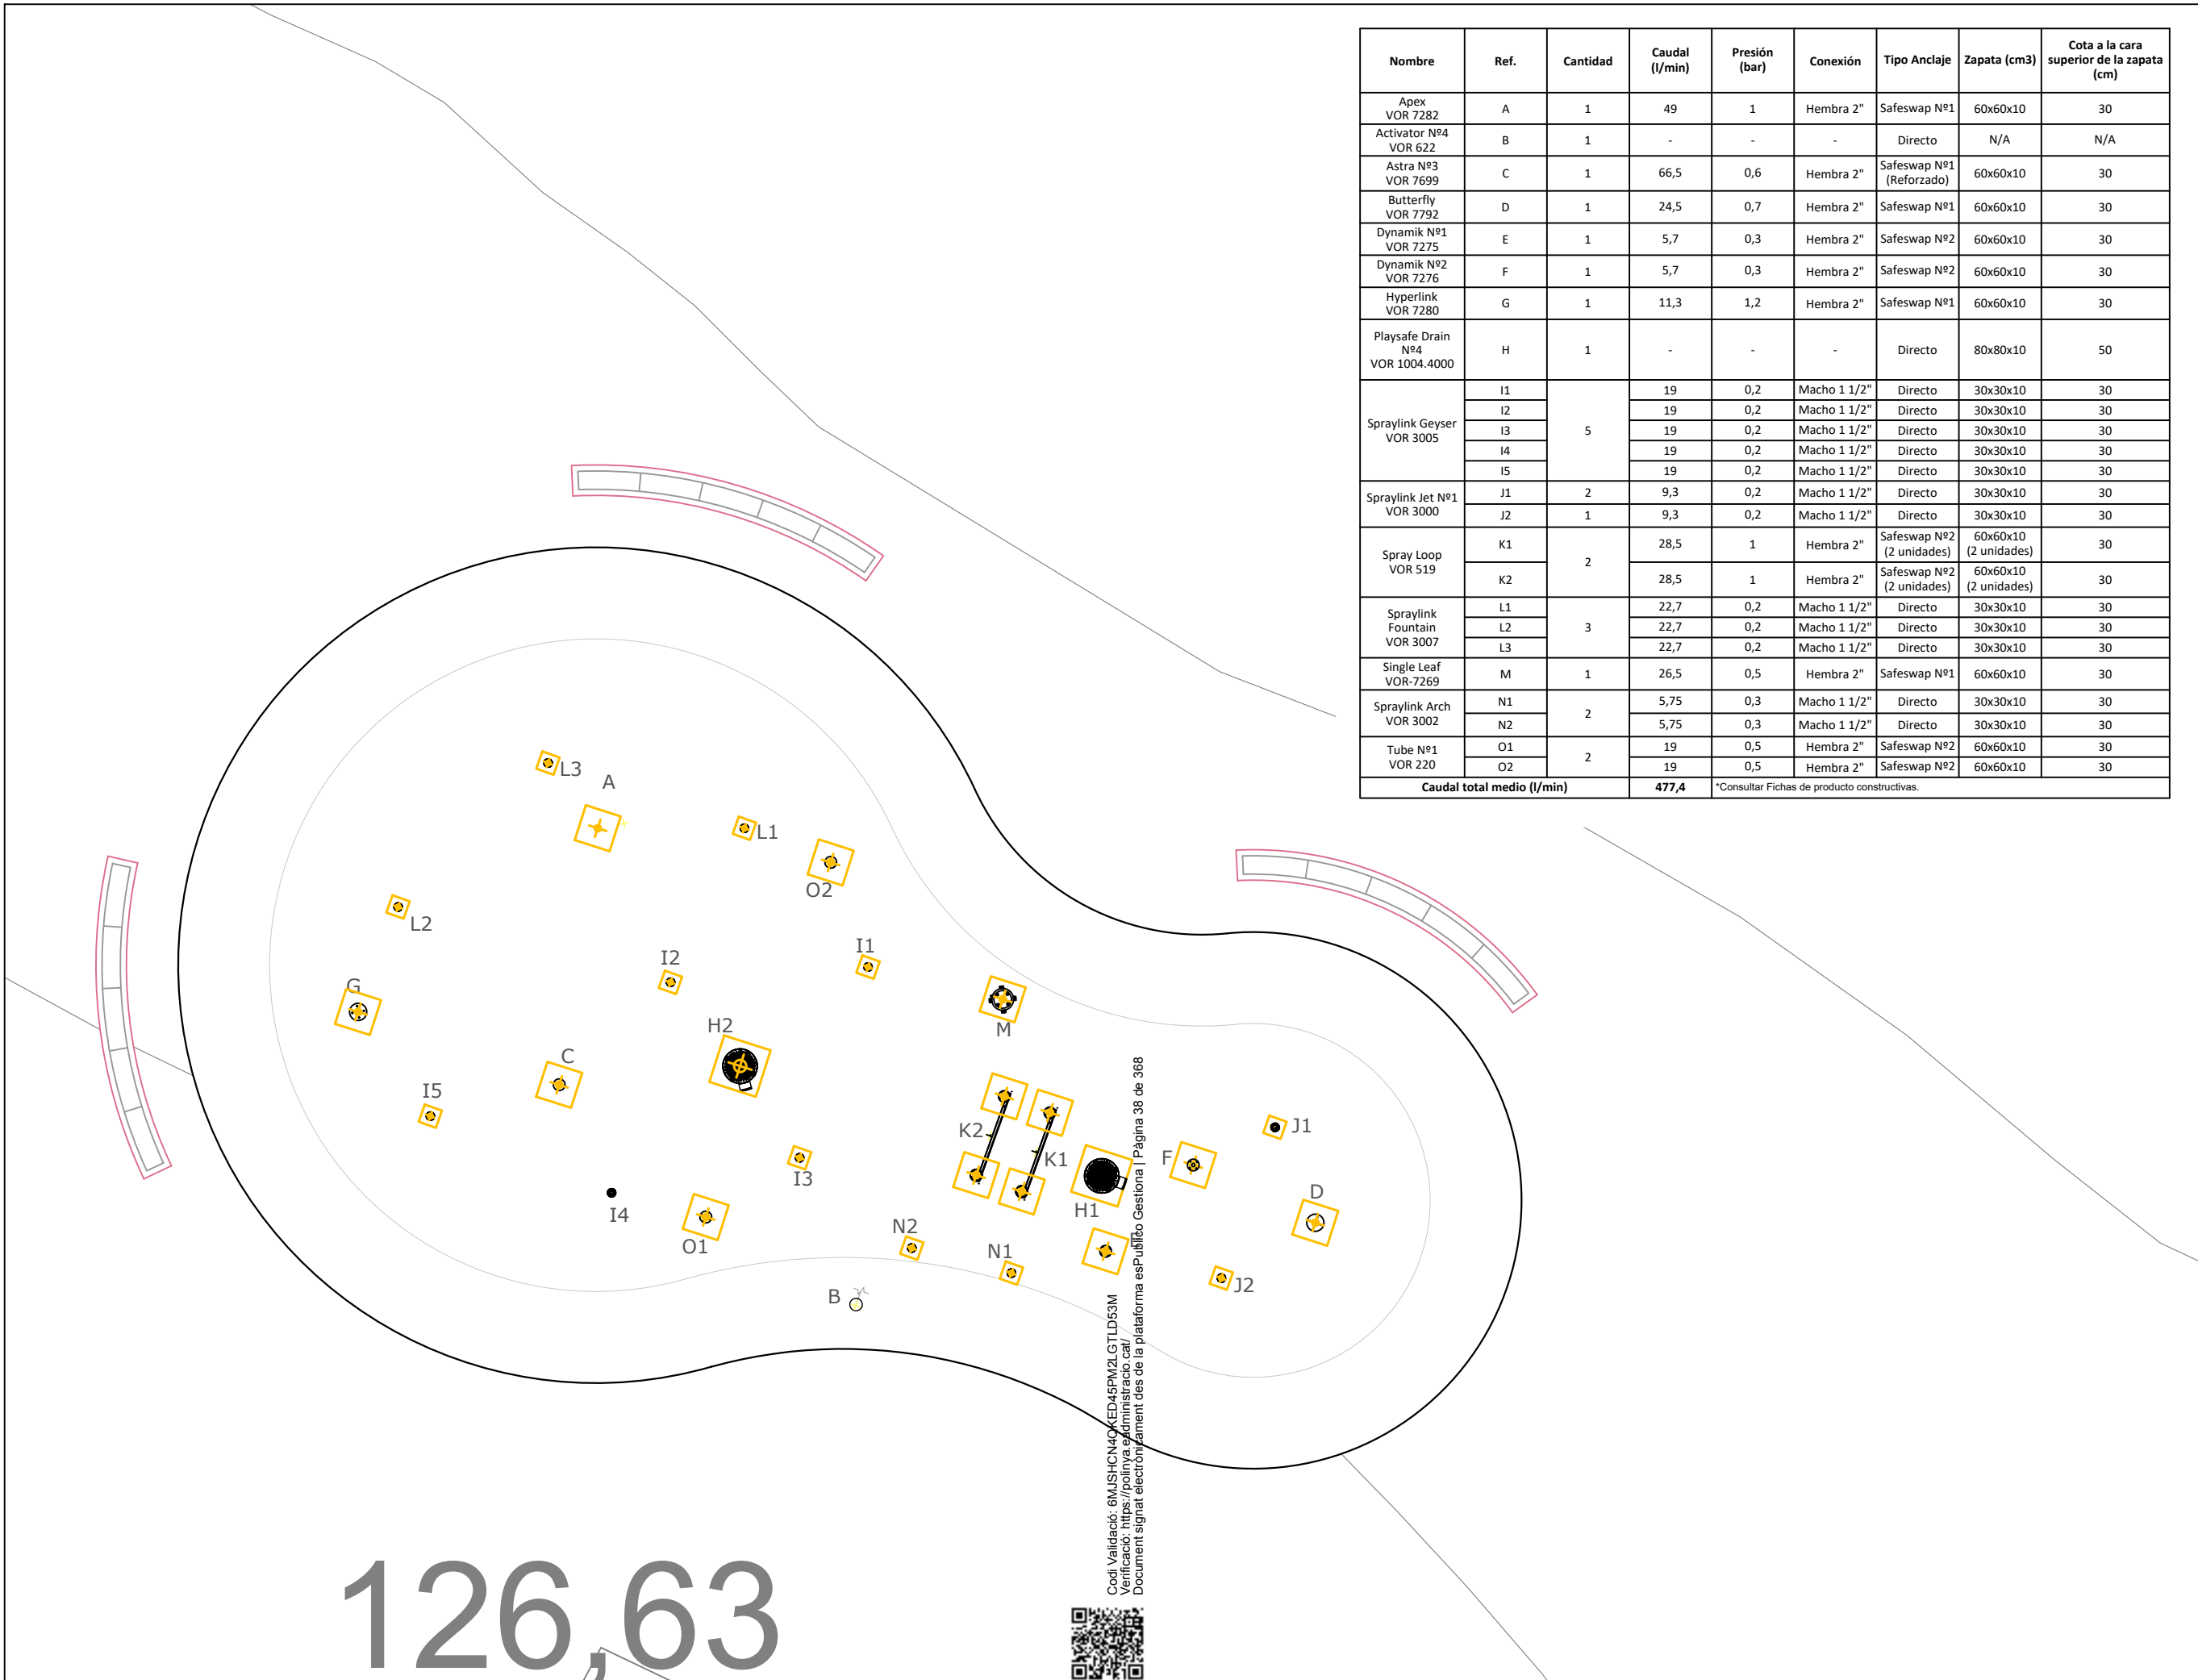 Nombre Ref. Cantidad Caudal (l/min) Presión (bar) Conexión Tipo Anclaje Zapata (cm3) Cota a la cara superior de la zapata (cm)
Apex VOR 7282 A 1 49 1 Hembra 2" Safeswap Nº1 60x60x10 30
Activator Nº4 VOR 622 B 1 - - - Directo N/A N/A
Astra Nº3 VOR 7699 C 1 66,5 0,6 Hembra 2" Safeswap Nº1 (Reforzado) 60x60x10 30
Butterfly VOR 7792 D 1 24,5 0,7 Hembra 2" Safeswap Nº1 60x60x10 30
Dynamik Nº1 VOR 7275 E 1 5,7 0,3 Hembra 2" Safeswap Nº2 60x60x10 30
Dynamik Nº2 VOR 7276 F 1 5,7 0,3 Hembra 2" Safeswap Nº2 60x60x10 30
Hyperlink VOR 7280 G 1 11,3 1,2 Hembra 2" Safeswap Nº1 60x60x10 30
Playsafe Drain Nº4 VOR 1004.4000 H 1 - - - Directo 80x80x10 50
Spraylink Geyser VOR 3005 I1 5 19 0,2 Macho 1 1/2" Directo 30x30x10 30
I2 19 0,2 Macho 1 1/2" Directo 30x30x10 30
I3 19 0,2 Macho 1 1/2" Directo 30x30x10 30
I4 19 0,2 Macho 1 1/2" Directo 30x30x10 30
I5 19 0,2 Macho 1 1/2" Directo 30x30x10 30
Spraylink Jet Nº1 VOR 3000 J1 2 9,3 0,2 Macho 1 1/2" Directo 30x30x10 30
J2 1 9,3 0,2 Macho 1 1/2" Directo 30x30x10 30
Spray Loop VOR 519 K1 2 28,5 1 Hembra 2" Safeswap Nº2 (2 unidades) 60x60x10 (2 unidades) 30
K2 28,5 1 Hembra 2" Safeswap Nº2 (2 unidades) 60x60x10 (2 unidades) 30
Spraylink Fountain VOR 3007 L1 3 22,7 0,2 Macho 1 1/2" Directo 30x30x10 30
L2 22,7 0,2 Macho 1 1/2" Directo 30x30x10 30
L3 22,7 0,2 Macho 1 1/2" Directo 30x30x10 30
Single Leaf VOR-7269 M 1 26,5 0,5 Hembra 2" Safeswap Nº1 60x60x10 30
Spraylink Arch VOR 3002 N1 2 5,75 0,3 Macho 1 1/2" Directo 30x30x10 30
N2 5,75 0,3 Macho 1 1/2" Directo 30x30x10 30
Tube Nº1 VOR 220 O1 2 19 0,5 Hembra 2" Safeswap Nº2 60x60x10 30
O2 19 0,5 Hembra 2" Safeswap Nº2 60x60x10 30
Caudal total medio (l/min) 477,4 *Consultar Fichas de producto constructivas.
L3
A
L1
O2
L2
I1
I2
G
H2
M
C
I5
K2
K1
J1
F
I3
D
H1
I4
O1
N2
E
N1
J2
B
Codi Validació: 6MJSHCN4QKED45PM2LGTLD53M
Verificació: https://polinya.eadministracio.cat/
Document signat electrònicament des de la plataforma esPublico Gestiona | Pàgina 38 de 368
126,63